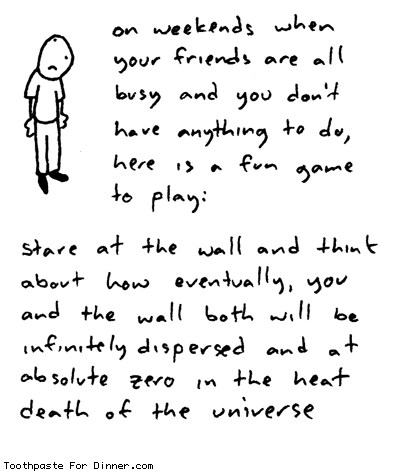 on weekends when
your friends are all
busy and you don't
have anything to do,
here is a fun game
to play:
stare at the wall and think
about how eventually, you
and the wall both will be
infinitely dispersed and at
absolute zero in the heat
death of the universe
Toothpaste For Dinner.com